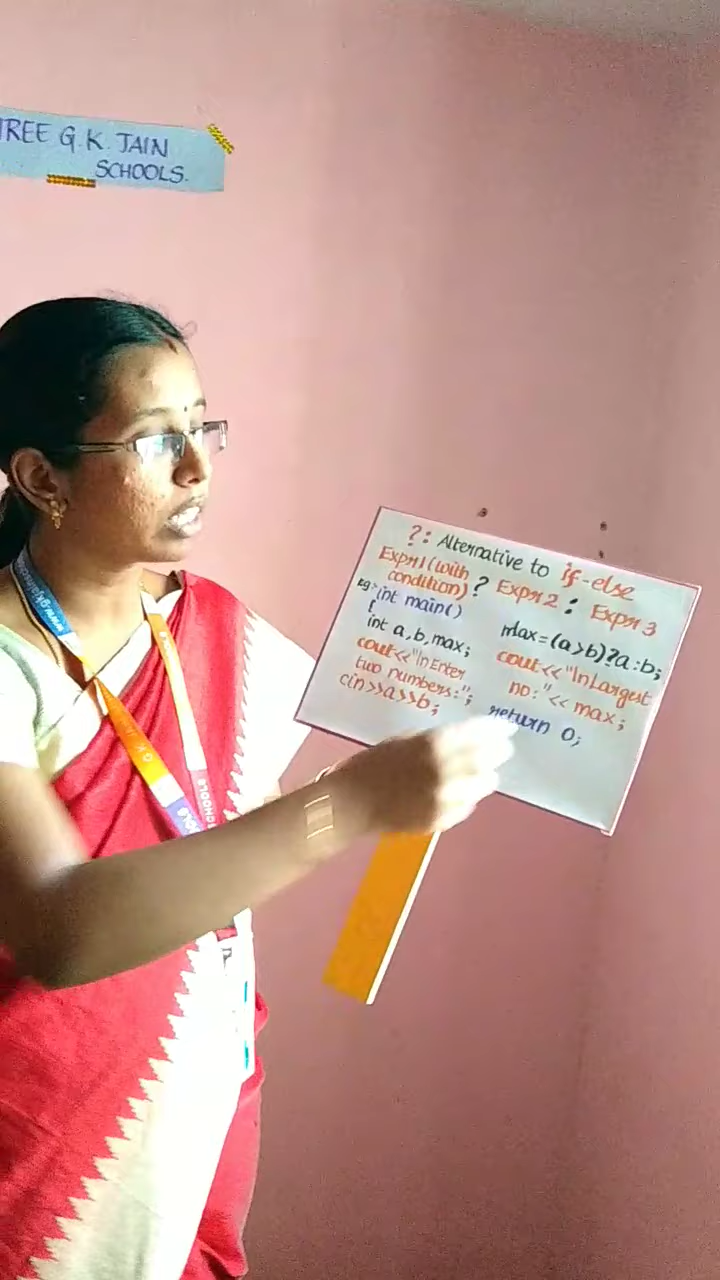 REE G.K. JAIN
SCHOOLS.
?: Alternative to if-else
Expr1(with condition) ? Expr2 : Expr3
eg:- int main()
{
int a,b,max;
cout<<"\nEnter
two numbers:";
cin>>a>>b;
Max=(a>b)?a:b;
cout<<"\nLargest
no:"<< max;
return 0;